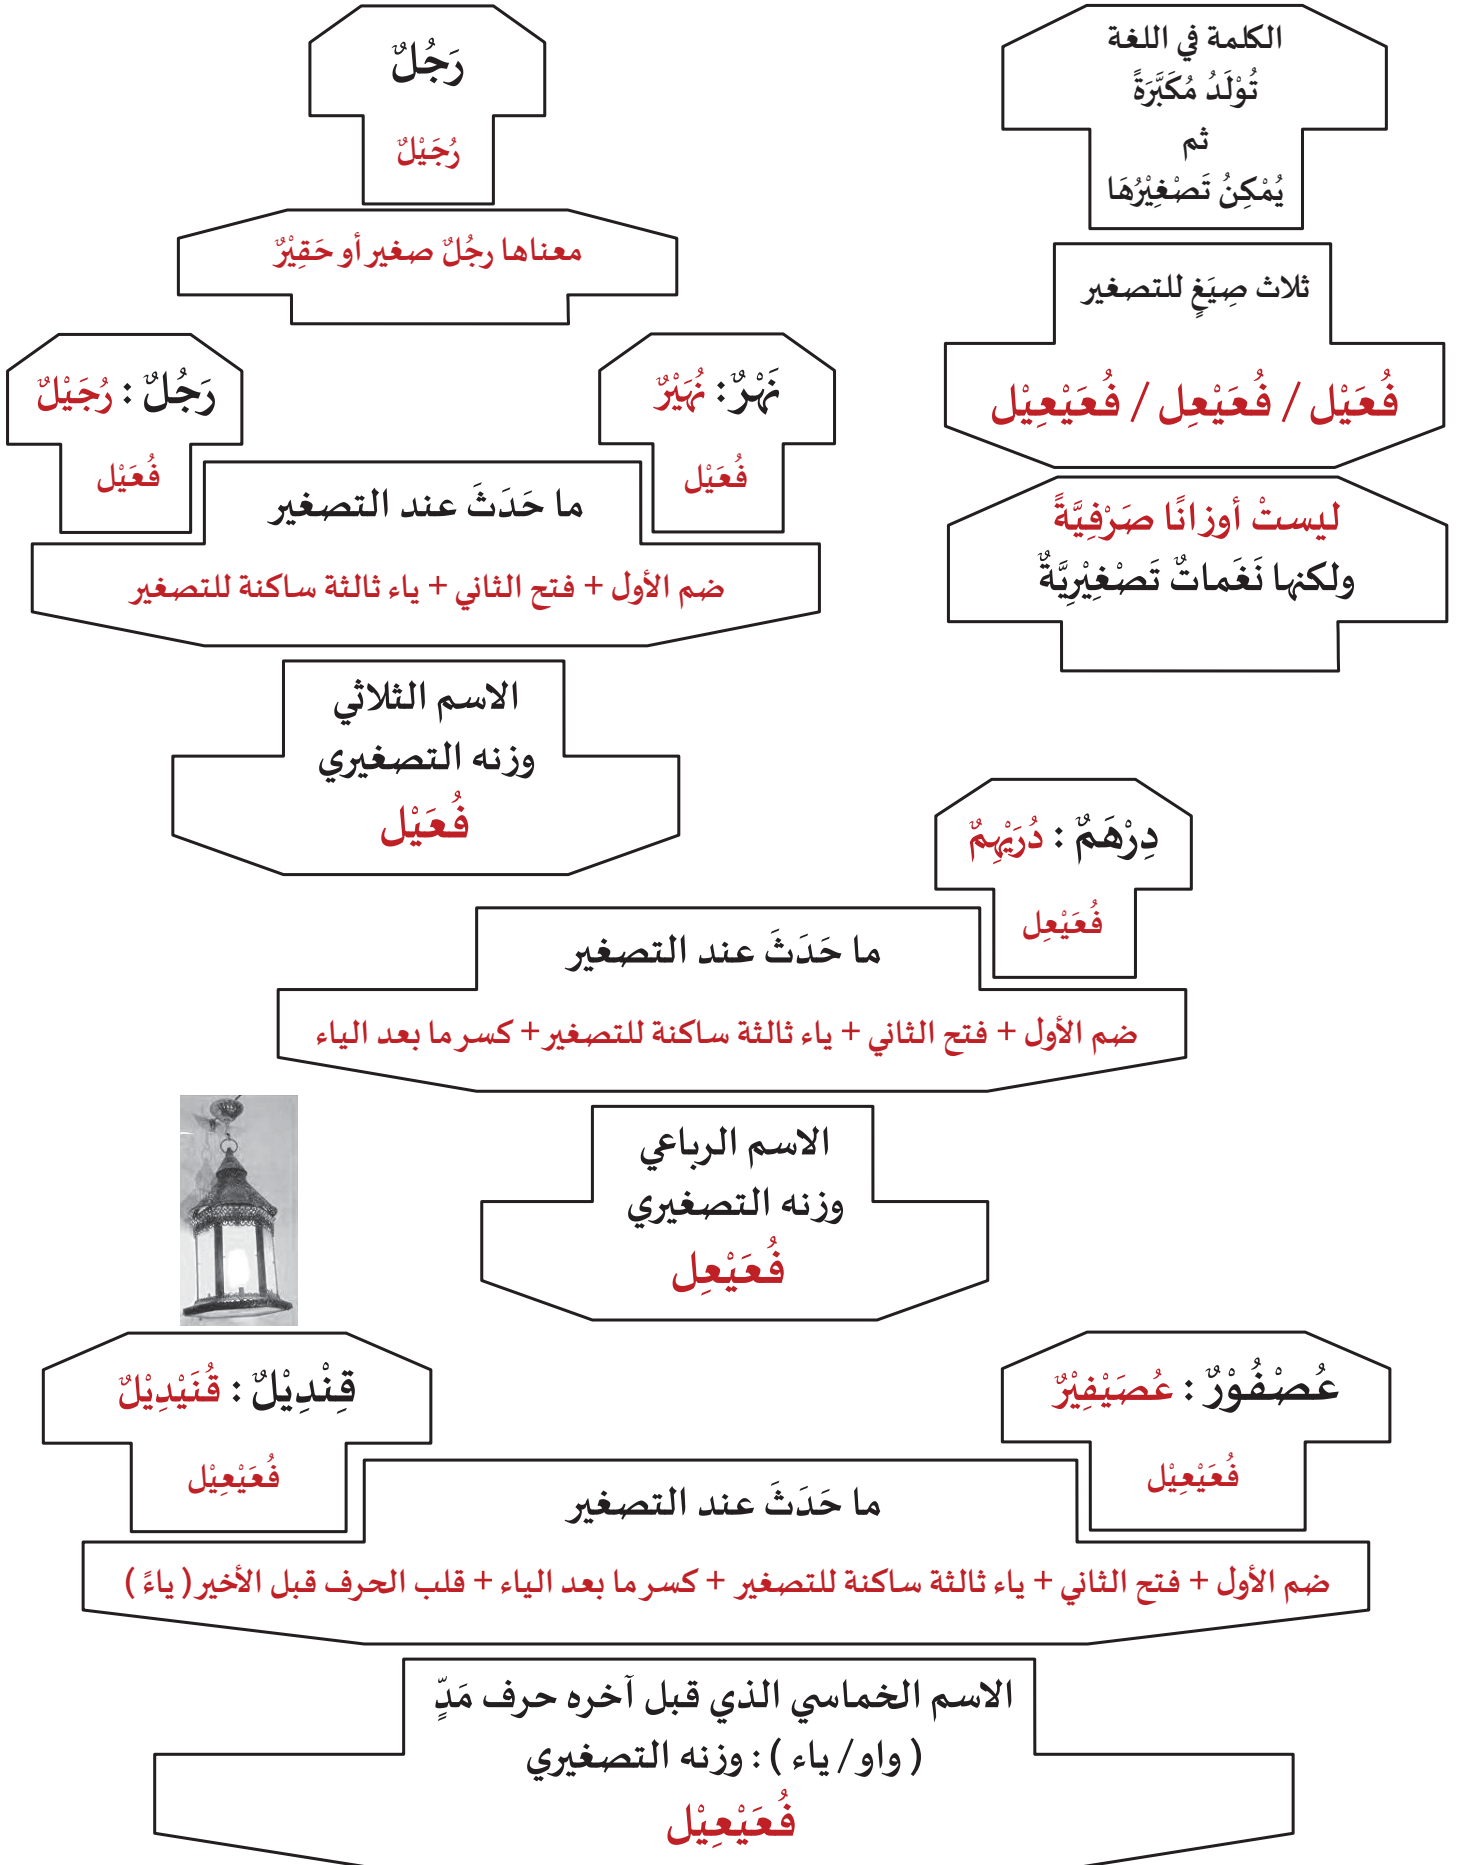 الكلمة في اللغة
تُوْلَدُ مُكَبَّرَةً
ثم
يُمْكِنُ تَصْغِيْرُهَا
ثلاث صِيَغٍ للتصغير
فُعَيْل / فُعَيْعِل / فُعَيْعِيْل
ليستْ أوزانًا صَرْفِيَّةً
ولكنها نَغَماتٌ تَصْغِيْرِيَّةٌ
رَجُلٌ
رُجَيْلٌ
معناها رجُلٌ صغير أو حَقِيْرٌ
نَهْرٌ: نُهَيْرٌ
فُعَيْل
رَجُلٌ : رُجَيْلٌ
فُعَيْل
ما حَدَثَ عند التصغير
ضم الأول + فتح الثاني + ياء ثالثة ساكنة للتصغير
الاسم الثلاثي
وزنه التصغيري
فُعَيْل
دِرْهَمٌ : دُرَيْهِمٌ
فُعَيْعِل
ما حَدَثَ عند التصغير
ضم الأول + فتح الثاني + ياء ثالثة ساكنة للتصغير + كسر ما بعد الياء
الاسم الرباعي
وزنه التصغيري
فُعَيْعِل
عُصْفُوْرٌ : عُصَيْفِيْرٌ
فُعَيْعِيْل
قِنْدِيْلٌ : قُنَيْدِيْلٌ
فُعَيْعِيْل
ما حَدَثَ عند التصغير
ضم الأول + فتح الثاني + ياء ثالثة ساكنة للتصغير + كسر ما بعد الياء + قلب الحرف قبل الأخير ( ياءً )
الاسم الخماسي الذي قبل آخره حرف مَدٍّ
( واو / ياء ) : وزنه التصغيري
فُعَيْعِيْل